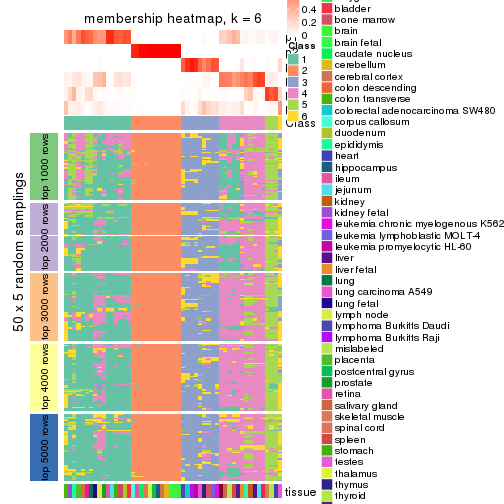 membership heatmap, k = 6
0.4
0.2
0
Class
1
2
3
4
5
6
Class
50 x 5 random samplings
top 1000 rows
top 2000 rows
top 3000 rows
top 4000 rows
top 5000 rows
tissue
bladder
bone marrow
brain
brain fetal
caudate nucleus
cerebellum
cerebral cortex
colon descending
colon transverse
colorectal adenocarcinoma SW480
corpus callosum
duodenum
epididymis
heart
hippocampus
ileum
jejunum
kidney
kidney fetal
leukemia chronic myelogenous K562
leukemia lymphoblastic MOLT-4
leukemia promyelocytic HL-60
liver
liver fetal
lung
lung carcinoma A549
lung fetal
lymph node
lymphoma Burkitts Daudi
lymphoma Burkitts Raji
mislabeled
placenta
postcentral gyrus
prostate
retina
salivary gland
skeletal muscle
spinal cord
spleen
stomach
testes
thalamus
thymus
thyroid